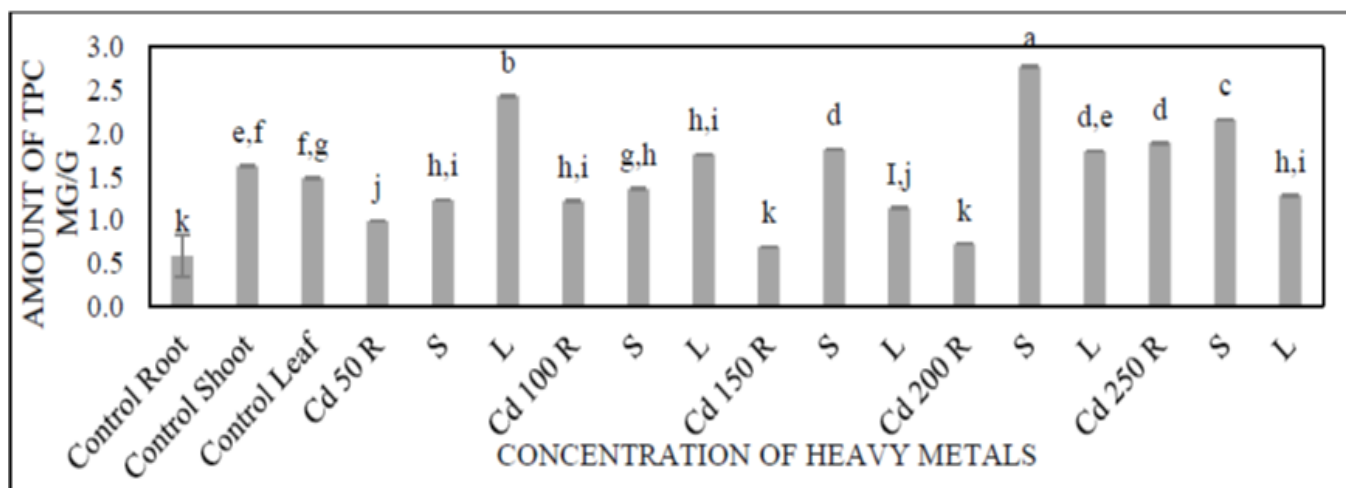 AMOUNT OF TPC
MG/G
3.0
2.5
2.0
1.5
1.0
0.5
0.0
k
e,f
f,g
j
h,i
b
h,i
g,h
h,i
k
d
I,j
k
a
d,e
d
c
h,i
Control Root
Control Shoot
Control Leaf
Cd 50 R
S
L
Cd 100 R
S
L
Cd 150 R
S
L
Cd 200 R
S
L
Cd 250 R
S
L
CONCENTRATION OF HEAVY METALS